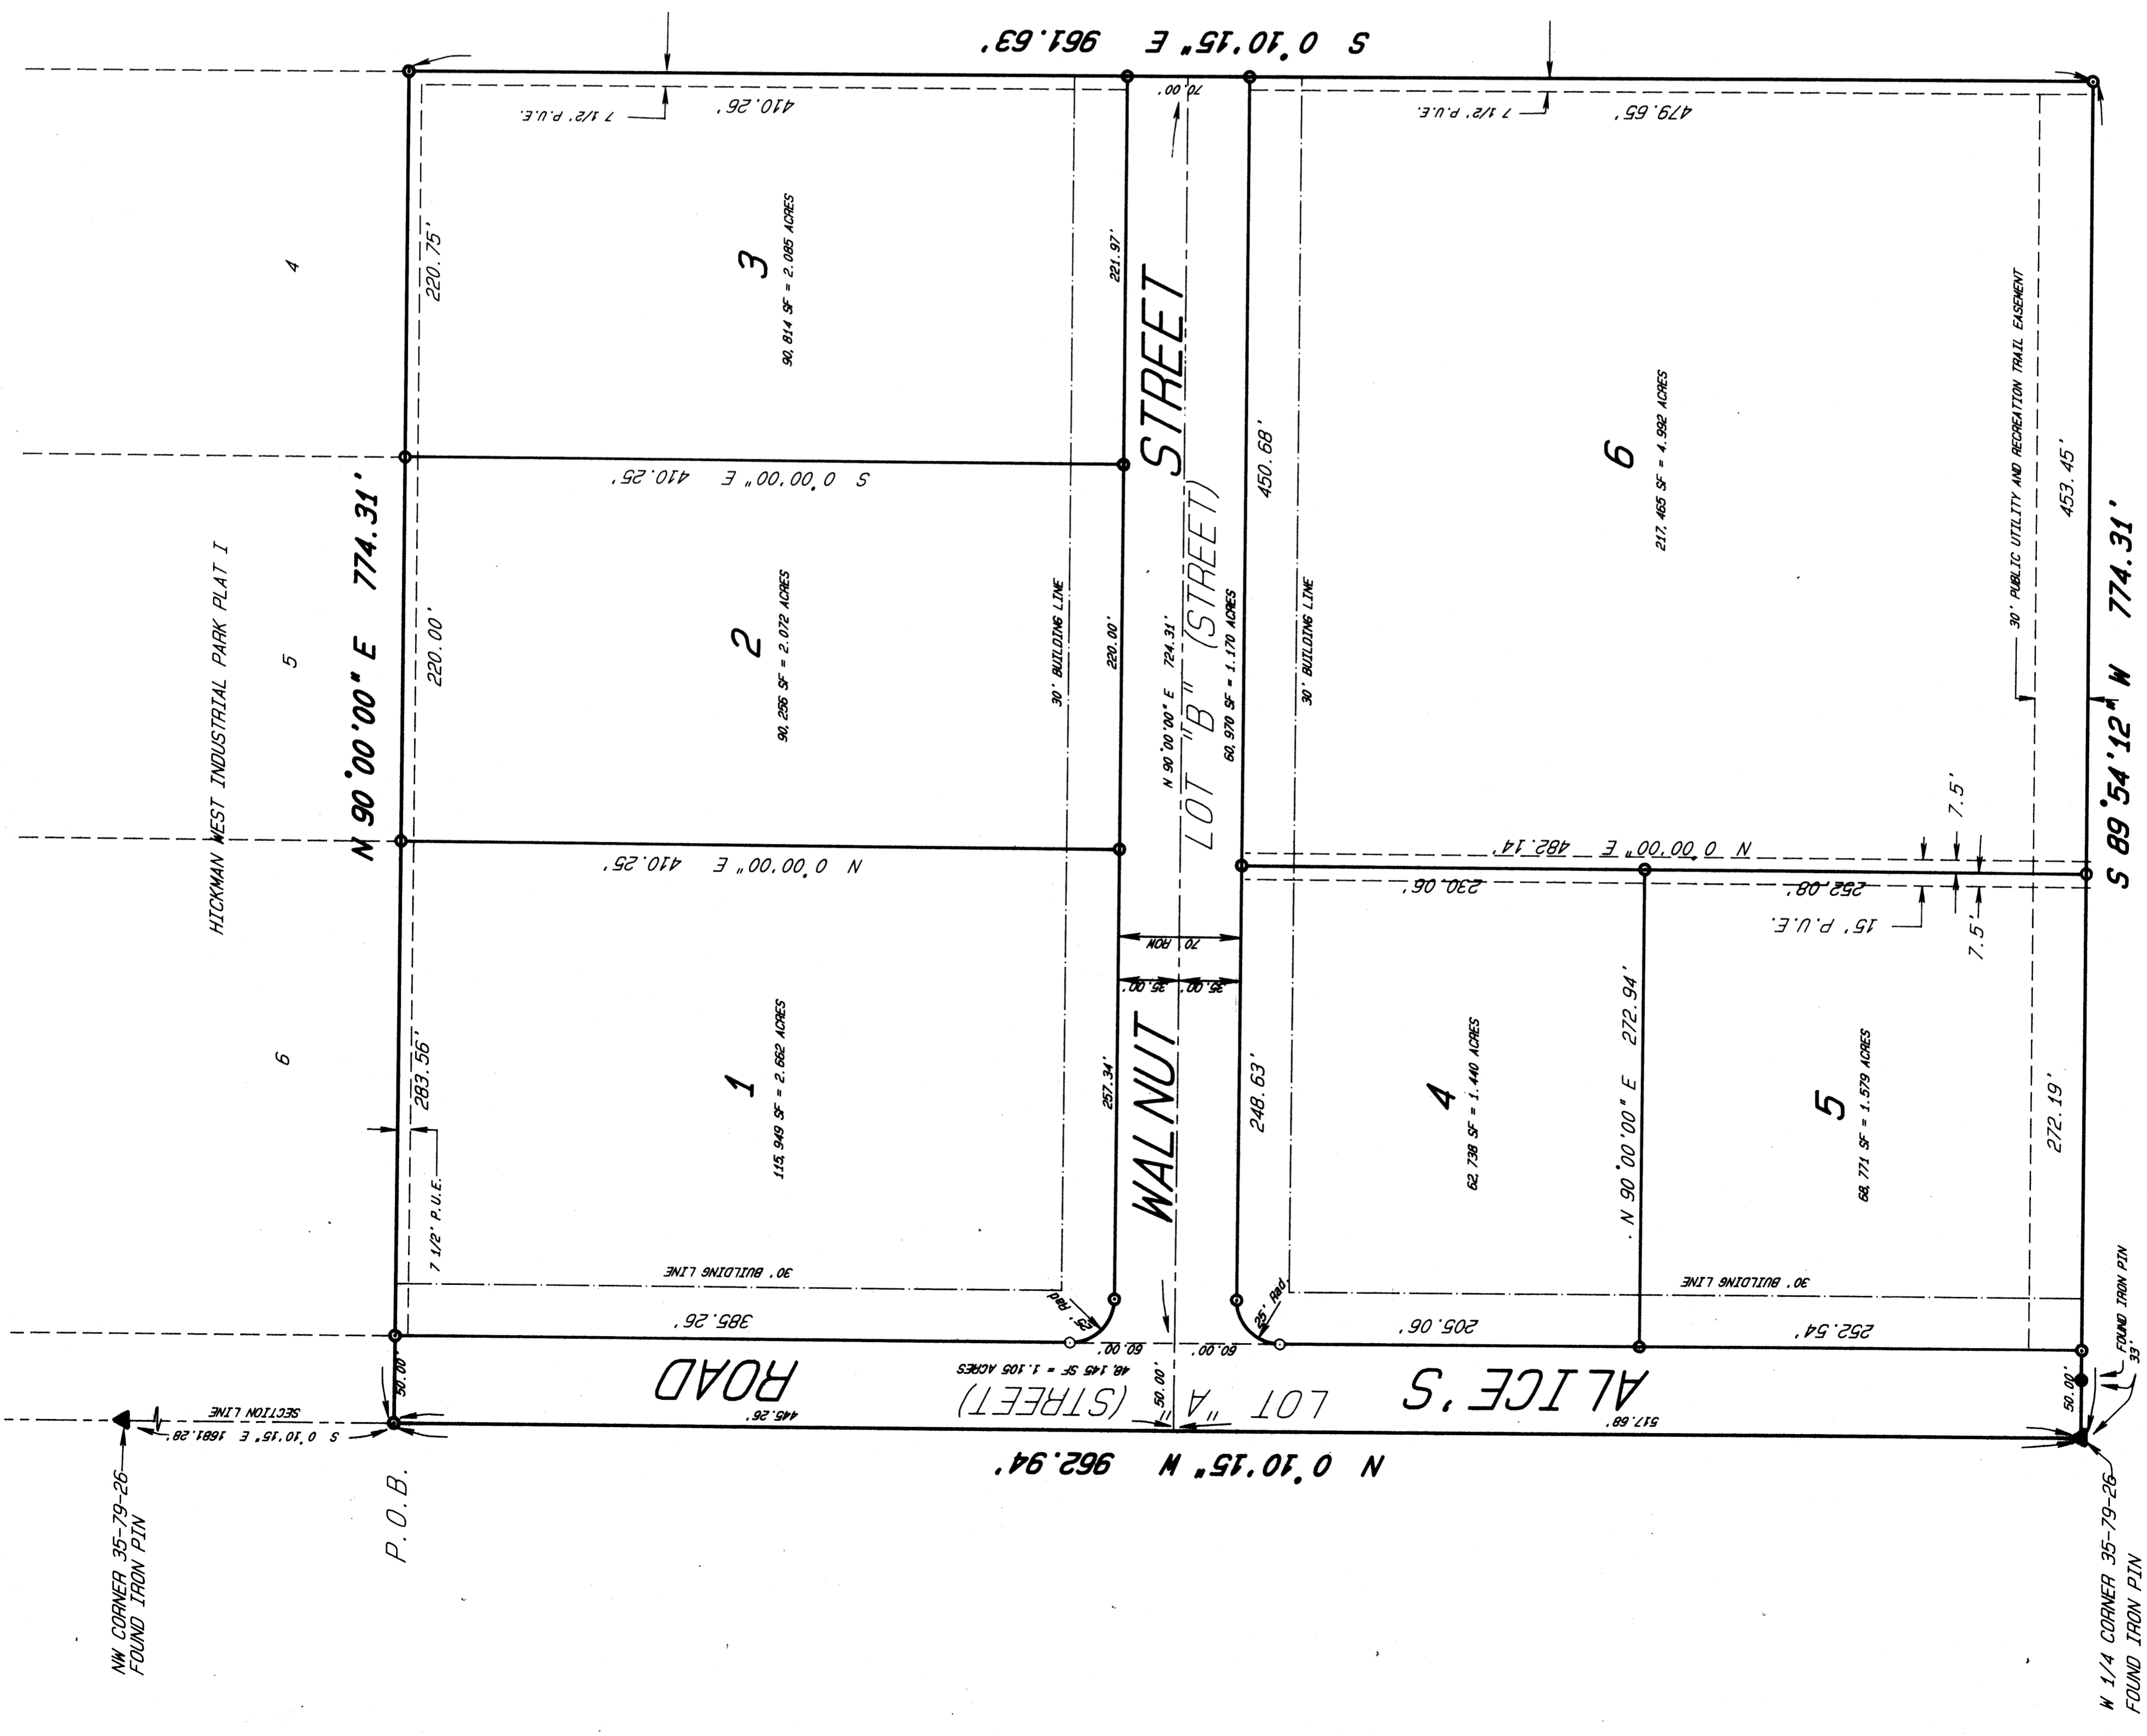 NW CORNER 35-79-26
FOUND IRON PIN
SECTION LINE
S 0°10'15" E 1681.28'
P.O.B.
HICKMAN WEST INDUSTRIAL PARK PLAT I
6
5
4
N 90°00'00" E 774.31'
50.00'
283.56'
220.00'
220.75'
7 1/2' P.U.E.
1
115,949 SF = 2.662 ACRES
N 0°00'00" E 410.25'
2
90,256 SF = 2.072 ACRES
S 0°00'00" E 410.25'
3
90,814 SF = 2.085 ACRES
7 1/2' P.U.E.
410.26'
S 0°10'15" E 961.63'
30' BUILDING LINE
385.26'
25' Rad
30' BUILDING LINE
257.34'
220.00'
221.97'
WALNUT STREET
70 ROW
35.00'
35.00'
N 90°00'00" E 724.31'
LOT "B" (STREET)
60,970 SF = 1.170 ACRES
70.00'
248.63'
450.68'
30' BUILDING LINE
25' Rad.
60.00'
60.00'
50.00'
48,145 SF = 1.105 ACRES
LOT "A" (STREET)
ALICE'S ROAD
445.26'
517.68'
N 0°10'15" W 962.94'
205.06'
252.54'
30' BUILDING LINE
4
62,738 SF = 1.440 ACRES
N 90°00'00" E 272.94'
5
68,771 SF = 1.579 ACRES
N 0°00'00" E 482.14'
230.06'
252.08'
15' P.U.E.
7.5'
7.5'
6
217,465 SF = 4.992 ACRES
7 1/2' P.U.E.
479.65'
30' PUBLIC UTILITY AND RECREATION TRAIL EASEMENT
272.19'
453.45'
S 89°54'12" W 774.31'
50.00'
FOUND IRON PIN
33'
W 1/4 CORNER 35-79-26
FOUND IRON PIN